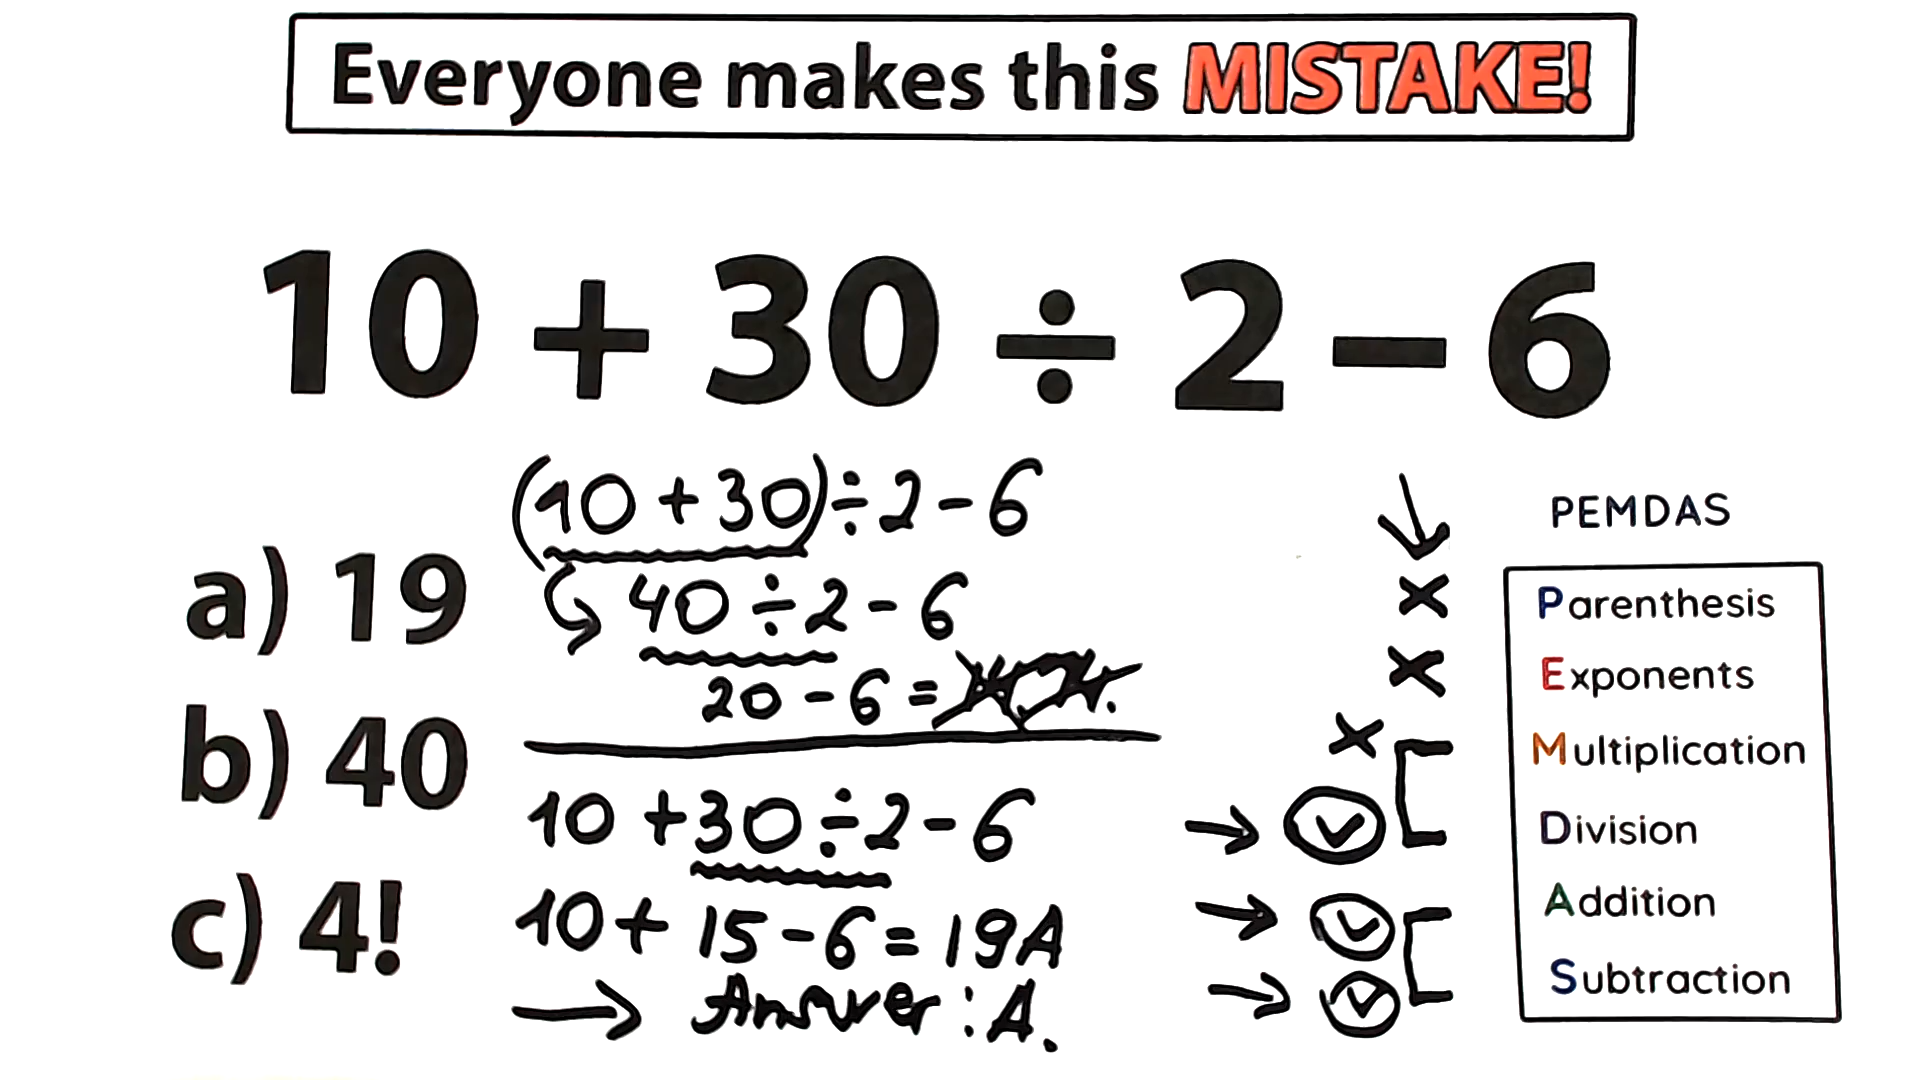 Everyone makes this MISTAKE!
10 + 30 ÷ 2 – 6
(10 + 30) ÷ 2 – 6
a) 19
40 ÷ 2 – 6
20 – 6 =
b) 40
10 + 30 ÷ 2 – 6
c) 4!
10 + 15 – 6 = 19 A
Answer : A.
PEMDAS
Parenthesis
Exponents
Multiplication
Division
Addition
Subtraction